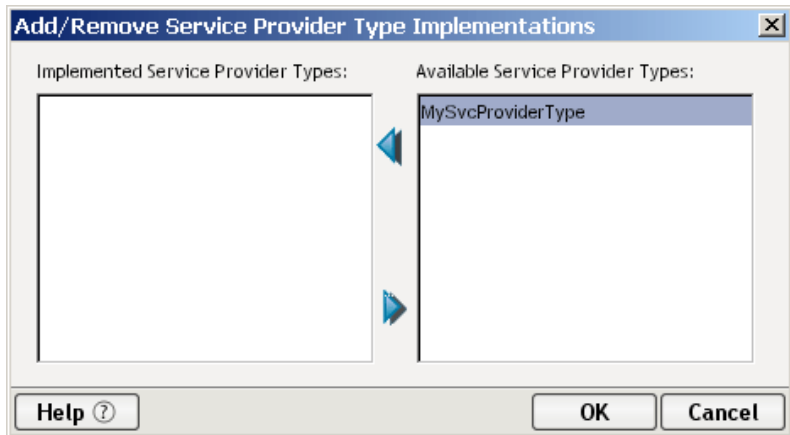 Add/Remove Service Provider Type Implementations
Implemented Service Provider Types:
Available Service Provider Types:
MySvcProviderType
Help ?
OK
Cancel